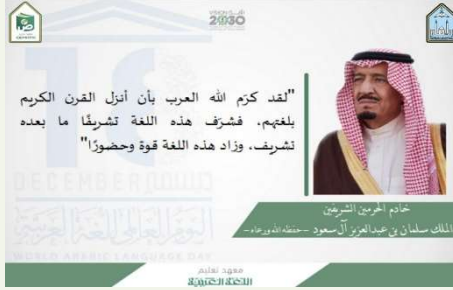 2030
"لقد كرّم الله العرب بأن أنزل القرن الكريم
بلغتهم، فشرّف هذه اللغة تشريفًا ما بعده
تشريف، وزاد هذه اللغة قوة وحضورًا"
خادم الحرمين الشريفين
الملك سلمان بن عبدالعزيز آل سعود -حفظه الله ورعاه-
18
DECEMBER ديسمبر
اليوم العالمي للغة العربية
WORLD ARABIC LANGUAGE DAY
معهد تعليم
اللغة العربية